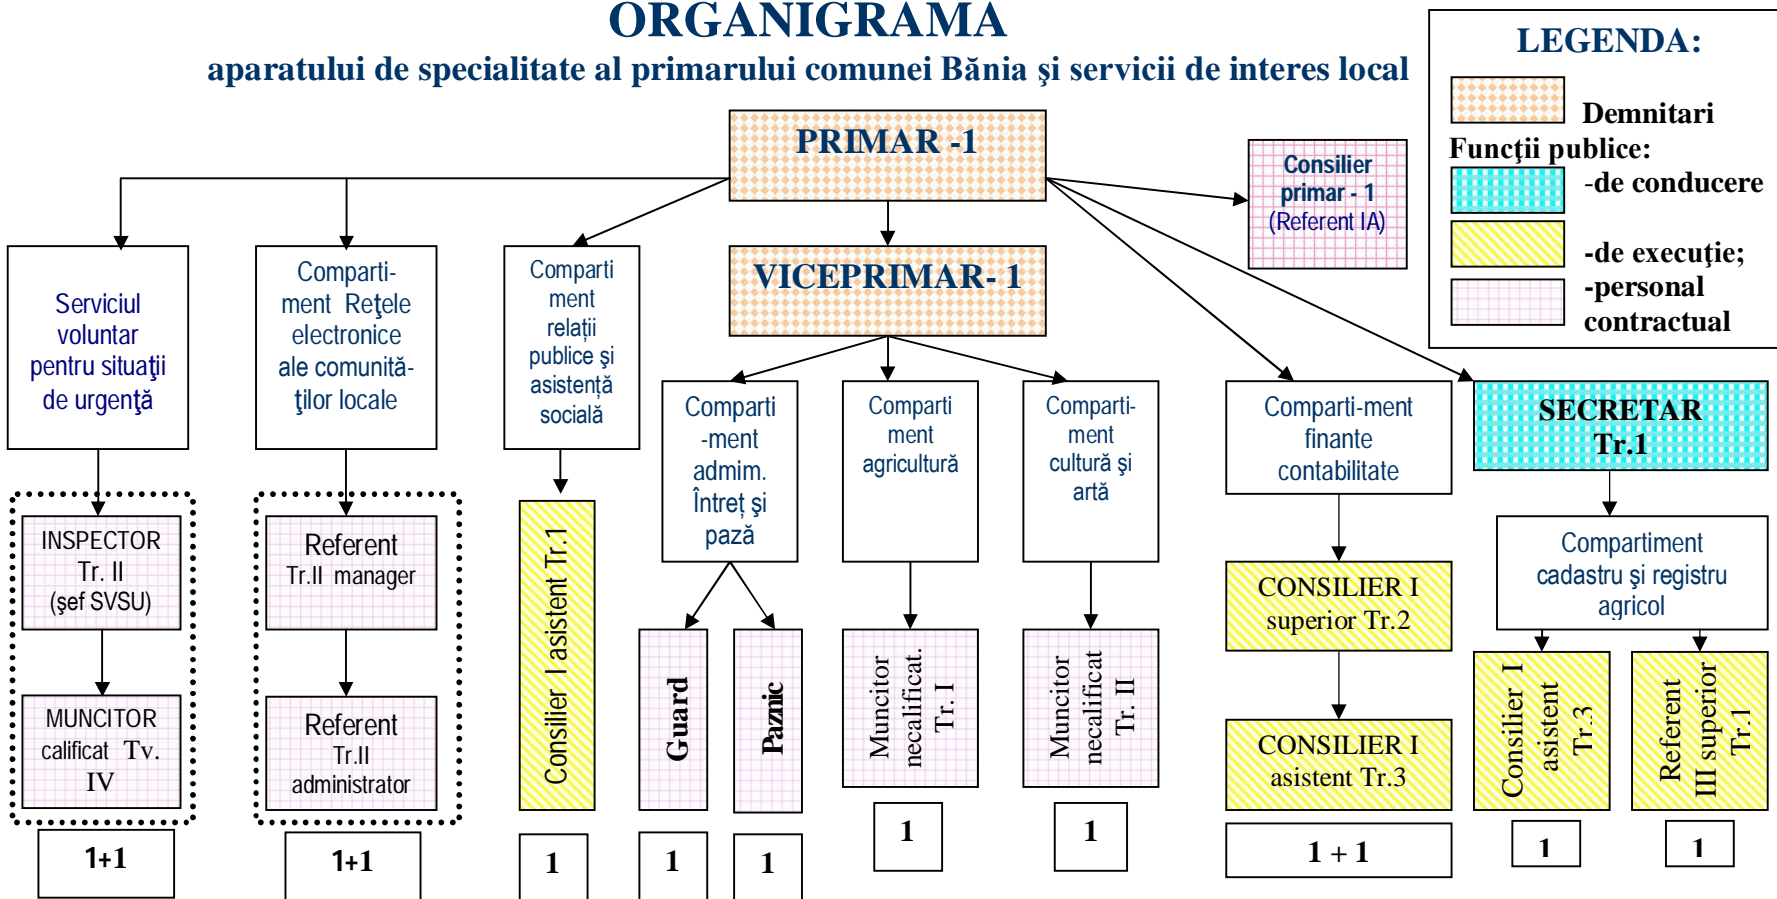 ORGANIGRAMA
aparatului de specialitate al primarului comunei Bănia şi servicii de interes local
LEGENDA:
Demnitari
Funcţii publice:
-de conducere
-de execuţie;
-personal
contractual
PRIMAR -1
Consilier
primar - 1
(Referent IA)
VICEPRIMAR- 1
Serviciul
voluntar
pentru situaţii
de urgenţă
Comparti-
ment Reţele
electronice
ale comunită-
ţilor locale
Comparti
ment
relații
publice şi
asistență
socială
Comparti
-ment
admim.
Întreț şi
pază
Comparti
ment
agricultură
Comparti-
ment
cultură şi
artă
Comparti-ment
finante
contabilitate
SECRETAR
Tr.1
Compartiment
cadastru şi registru
agricol
INSPECTOR
Tr. II
(şef SVSU)
MUNCITOR
calificat Tv.
IV
Referent
Tr.II manager
Referent
Tr.II
administrator
Consilier I asistent Tr.1
Guard
Paznic
Muncitor
necalificat.
Tr. I
Muncitor
necalificat
Tr. II
CONSILIER I
superior Tr.2
CONSILIER I
asistent Tr.3
Consilier I
asistent
Tr.3
Referent
III superior
Tr.1
1+1
1+1
1
1
1
1
1
1 + 1
1
1